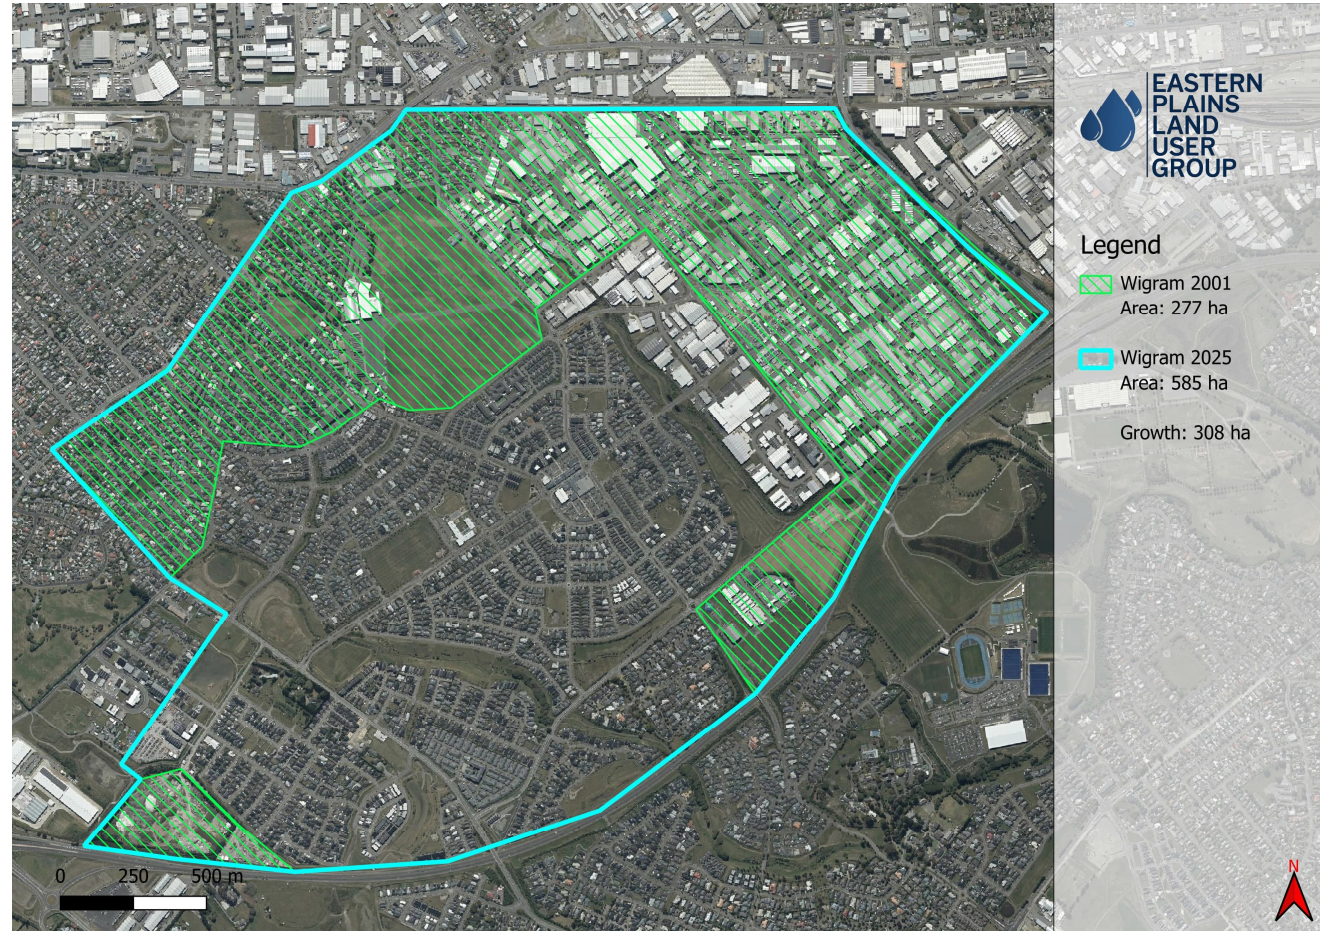 EASTERN
PLAINS
LAND
USER
GROUP
Legend
Wigram 2001
Area: 277 ha
Wigram 2025
Area: 585 ha
Growth: 308 ha
0 250 500 m
N